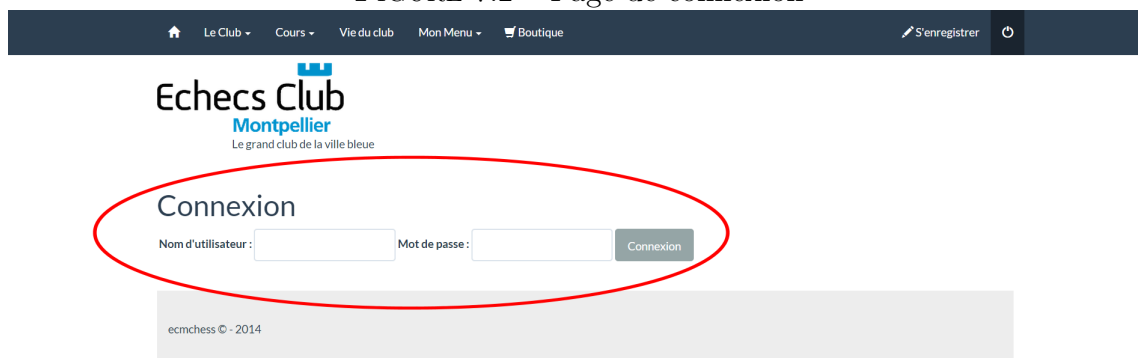 Le Club Cours Vie du club Mon Menu Boutique S'enregistrer
Echecs Club
Montpellier
Le grand club de la ville bleue
Connexion
Nom d'utilisateur : Mot de passe : Connexion
ecmchess © - 2014